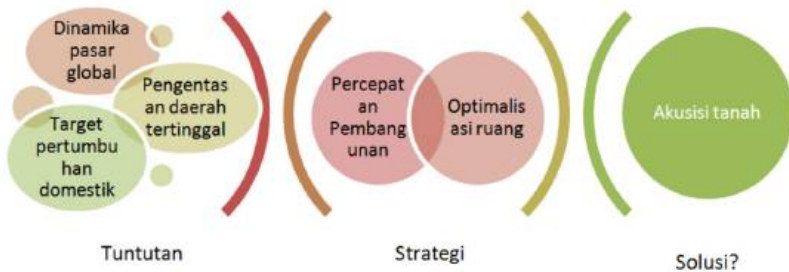 Dinamika
pasar
global
Pengentas
an daerah
tertinggal
Target
pertumbu
han
domestik
Tuntutan
Percepat
an
Pembang
unan
Optimalis
asi ruang
Strategi
Akusisi tanah
Solusi?